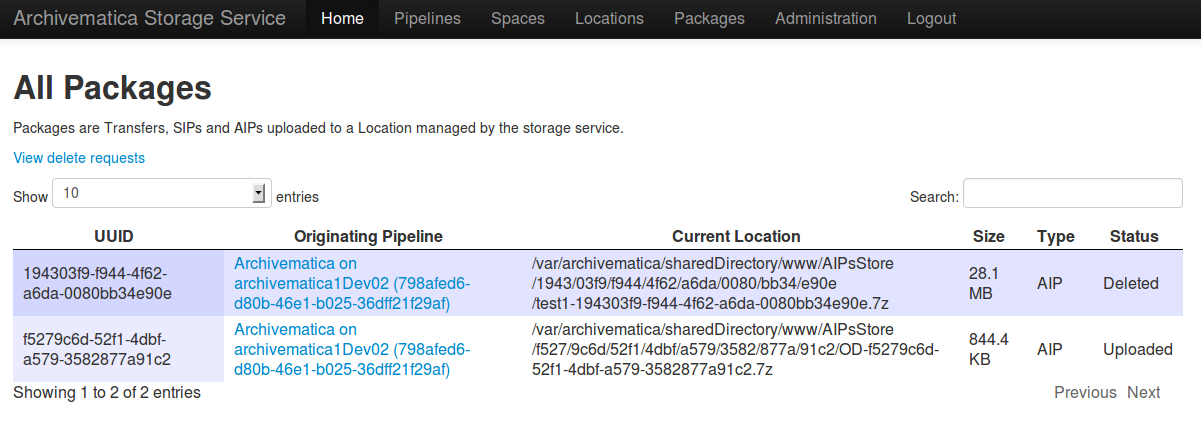 Archivematica Storage Service Home Pipelines Spaces Locations Packages Administration Logout
All Packages
Packages are Transfers, SIPs and AIPs uploaded to a Location managed by the storage service.
View delete requests
Show 10 entries Search:
UUID Originating Pipeline Current Location Size Type Status
194303f9-f944-4f62-
a6da-0080bb34e90e
Archivematica on
archivematica1Dev02 (798afed6-
d80b-46e1-b025-36dff21f29af)
/var/archivematica/sharedDirectory/www/AIPsStore
/1943/03f9/f944/4f62/a6da/0080/bb34/e90e
/test1-194303f9-f944-4f62-a6da-0080bb34e90e.7z
28.1
MB
AIP
Deleted
f5279c6d-52f1-4dbf-
a579-3582877a91c2
Archivematica on
archivematica1Dev02 (798afed6-
d80b-46e1-b025-36dff21f29af)
/var/archivematica/sharedDirectory/www/AIPsStore
/f527/9c6d/52f1/4dbf/a579/3582/877a/91c2/OD-f5279c6d-
52f1-4dbf-a579-3582877a91c2.7z
844.4
KB
AIP
Uploaded
Showing 1 to 2 of 2 entries Previous Next